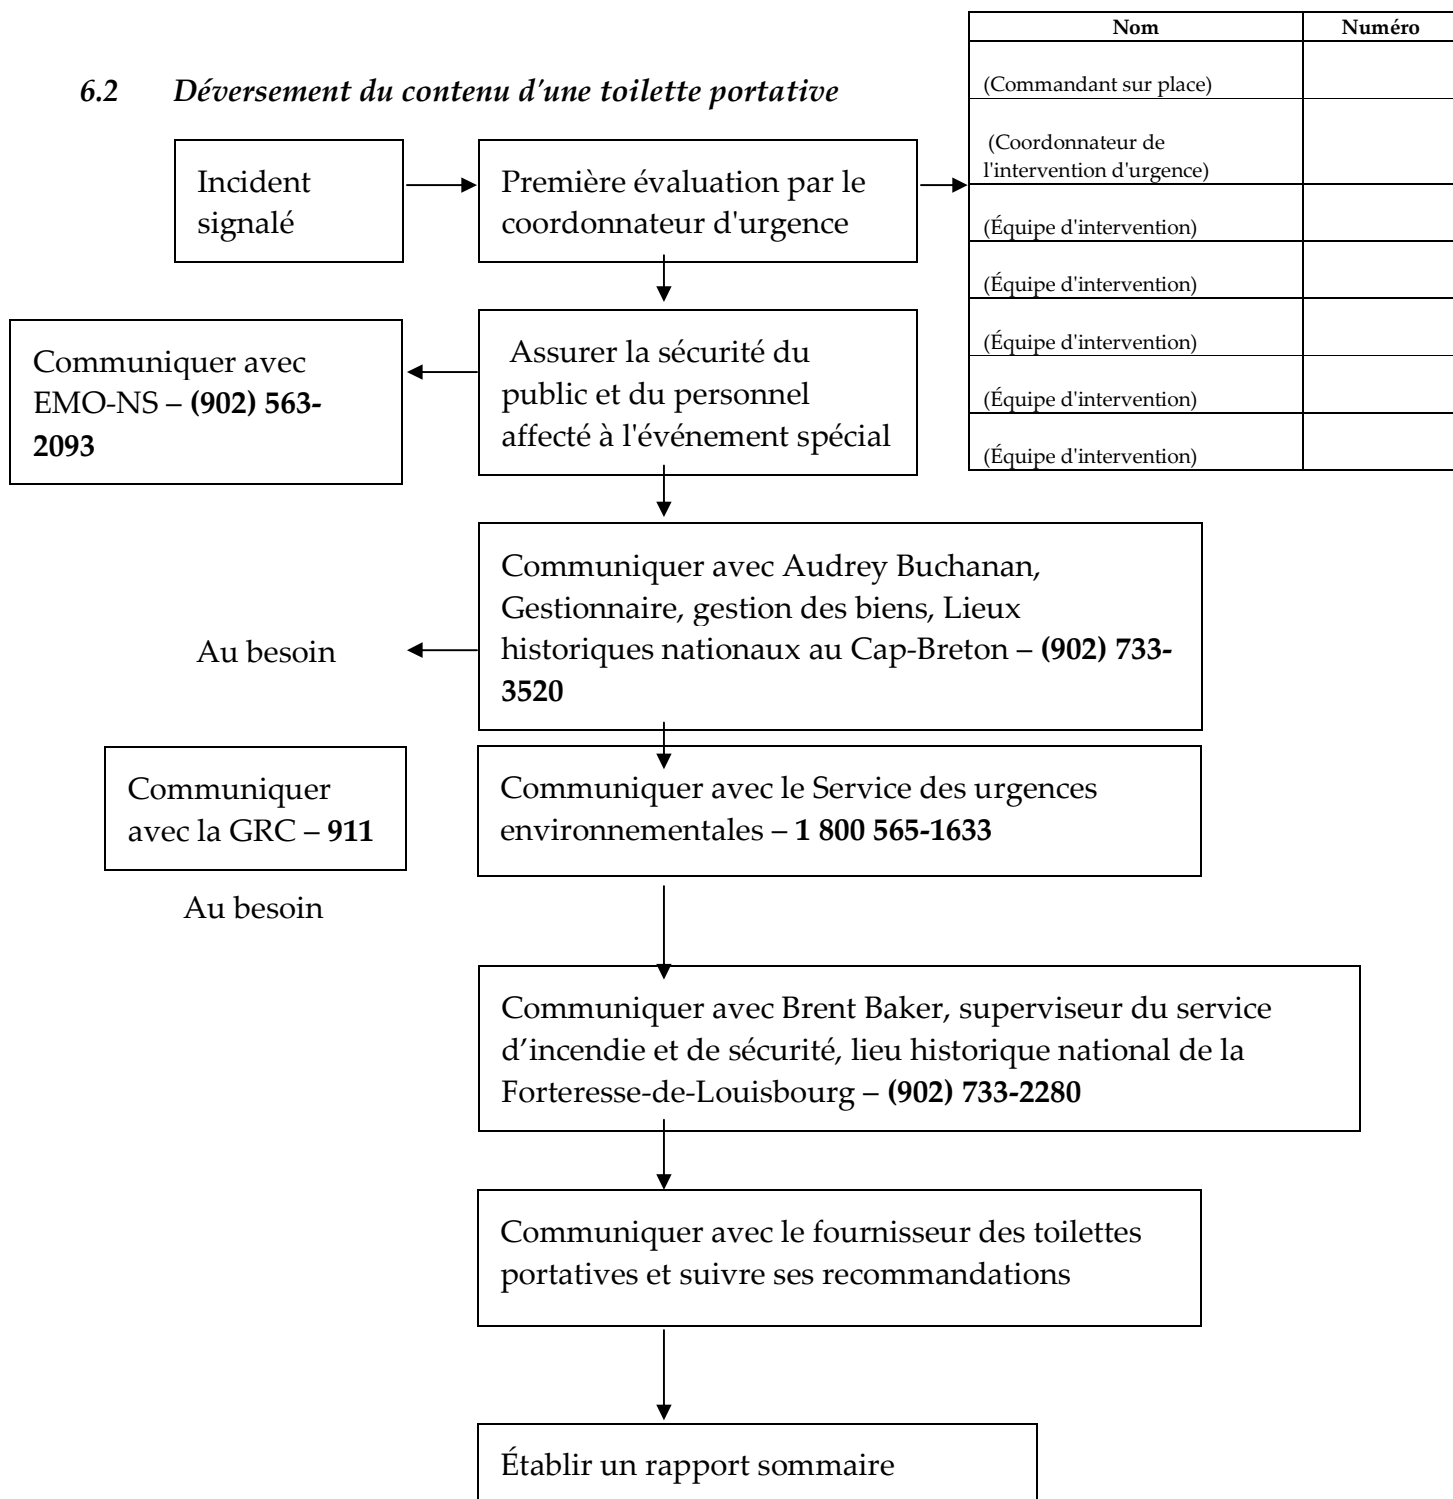 6.2 Déversement du contenu d'une toilette portative
Nom Numéro
(Commandant sur place)
(Coordonnateur de
l'intervention d'urgence)
(Équipe d'intervention)
(Équipe d'intervention)
(Équipe d'intervention)
(Équipe d'intervention)
(Équipe d'intervention)
Incident
signalé
Première évaluation par le
coordonnateur d'urgence
Communiquer avec
EMO-NS – (902) 563-
2093
Assurer la sécurité du
public et du personnel
affecté à l'événement spécial
Au besoin
Communiquer avec Audrey Buchanan,
Gestionnaire, gestion des biens, Lieux
historiques nationaux au Cap-Breton – (902) 733-
3520
Communiquer
avec la GRC – 911
Au besoin
Communiquer avec le Service des urgences
environnementales – 1 800 565-1633
Communiquer avec Brent Baker, superviseur du service
d’incendie et de sécurité, lieu historique national de la
Forteresse-de-Louisbourg – (902) 733-2280
Communiquer avec le fournisseur des toilettes
portatives et suivre ses recommandations
Établir un rapport sommaire